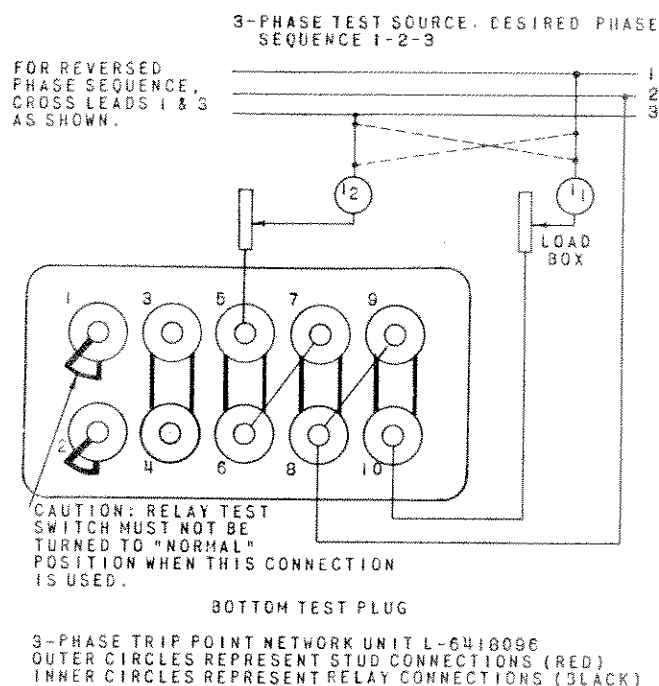 3-PHASE TEST SOURCE. DESIRED PHASE
SEQUENCE 1-2-3
FOR REVERSED
PHASE SEQUENCE,
CROSS LEADS 1 & 3
AS SHOWN.
1
2
3
I2
I1
LOAD
BOX
1
3
5
7
9
2
4
6
8
10
CAUTION: RELAY TEST
SWITCH MUST NOT BE
TURNED TO "NORMAL"
POSITION WHEN THIS CONNECTION
IS USED.
BOTTOM TEST PLUG
3-PHASE TRIP POINT NETWORK UNIT L-6418096
OUTER CIRCLES REPRESENT STUD CONNECTIONS (RED)
INNER CIRCLES REPRESENT RELAY CONNECTIONS (BLACK)